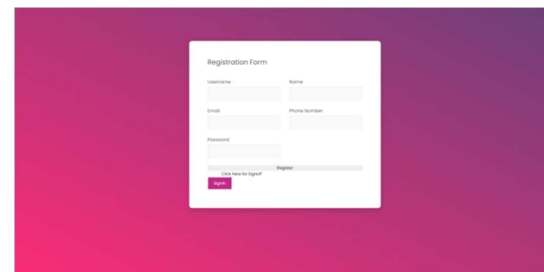 Registration Form
Username Name
Email Phone Number
Password
Register
Click here for SignUP
SignIn